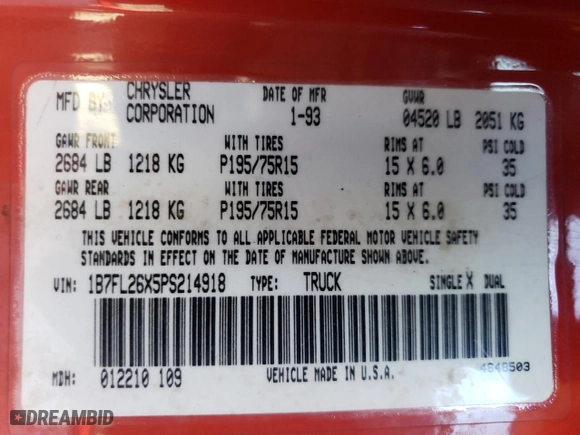 MFD BY CHRYSLER CORPORATION DATE OF MFR 1-93 GVWR 04520 LB 2051 KG
GAWR FRONT WITH TIRES RIMS AT PSI COLD
2684 LB 1218 KG P195/75R15 15 X 6.0 35
GAWR REAR WITH TIRES RIMS AT PSI COLD
2684 LB 1218 KG P195/75R15 15 X 6.0 35
THIS VEHICLE CONFORMS TO ALL APPLICABLE FEDERAL MOTOR VEHICLE SAFETY
STANDARDS IN EFFECT ON THE DATE OF MANUFACTURE SHOWN ABOVE.
VIN: 1B7FL26X5PS214918 TYPE: TRUCK SINGLE X DUAL
MDH: 012210 109 VEHICLE MADE IN U.S.A. 4648503
DREAMBID